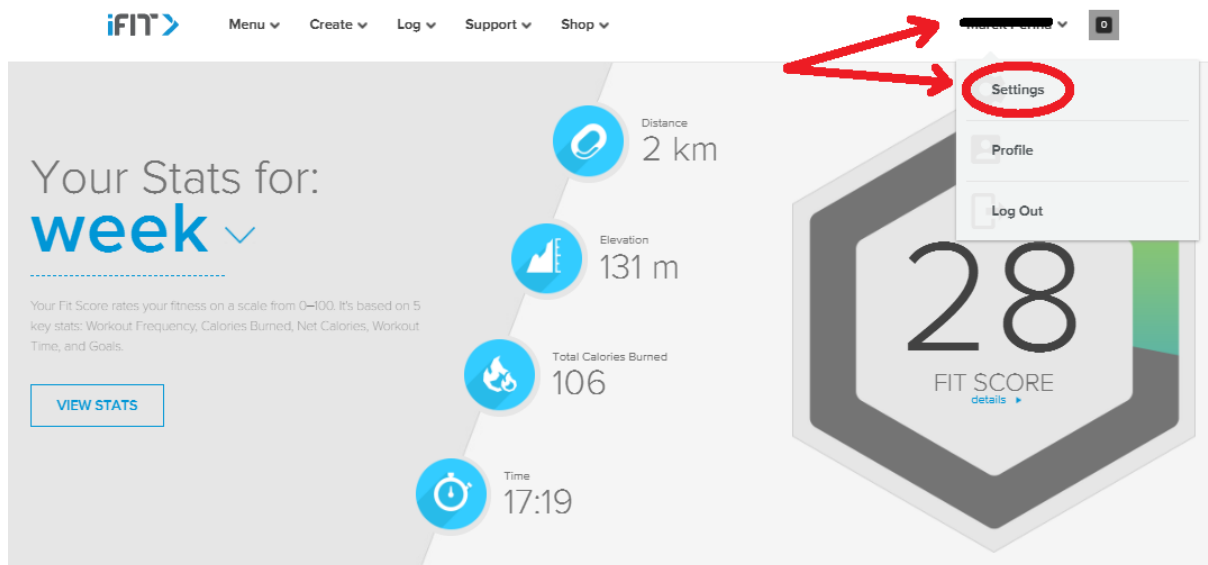 iFIT
Menu Create Log Support Shop
0
Settings
Profile
Log Out
Your Stats for:
week
Your Fit Score rates your fitness on a scale from 0–100. It's based on 5
key stats: Workout Frequency, Calories Burned, Net Calories, Workout
Time, and Goals.
VIEW STATS
Distance
2 km
Elevation
131 m
Total Calories Burned
106
Time
17:19
28
FIT SCORE
details